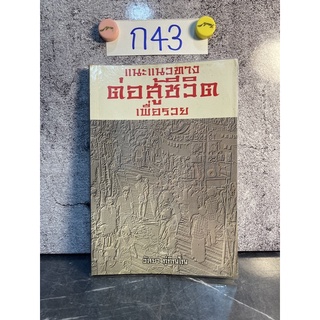 ก43
แนะแนวทาง
ต่อสู้ชีวิต
เพื่อรวย